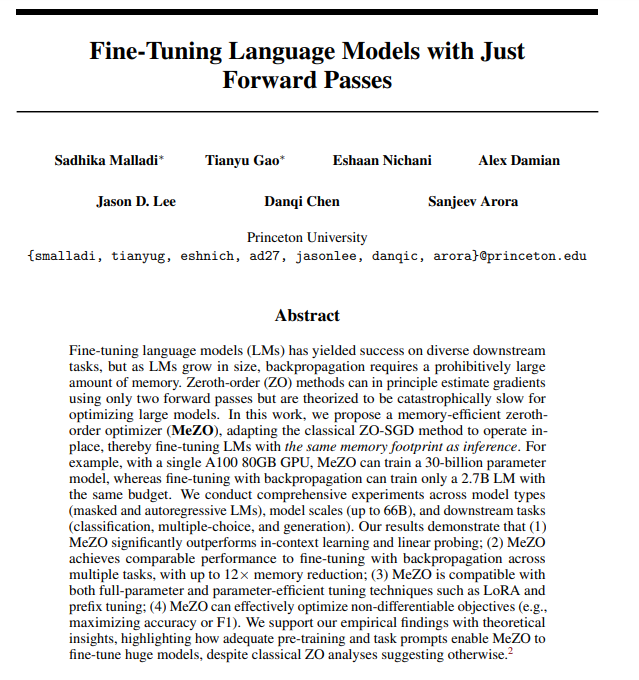 Fine-Tuning Language Models with Just
Forward Passes
Sadhika Malladi* Tianyu Gao* Eshaan Nichani Alex Damian
Jason D. Lee Danqi Chen Sanjeev Arora
Princeton University
{smalladi, tianyug, eshnich, ad27, jasonlee, danqic, arora}@princeton.edu
Abstract
Fine-tuning language models (LMs) has yielded success on diverse downstream
tasks, but as LMs grow in size, backpropagation requires a prohibitively large
amount of memory. Zeroth-order (ZO) methods can in principle estimate gradients
using only two forward passes but are theorized to be catastrophically slow for
optimizing large models. In this work, we propose a memory-efficient zeroth-
order optimizer (MeZO), adapting the classical ZO-SGD method to operate in-
place, thereby fine-tuning LMs with the same memory footprint as inference. For
example, with a single A100 80GB GPU, MeZO can train a 30-billion parameter
model, whereas fine-tuning with backpropagation can train only a 2.7B LM with
the same budget. We conduct comprehensive experiments across model types
(masked and autoregressive LMs), model scales (up to 66B), and downstream tasks
(classification, multiple-choice, and generation). Our results demonstrate that (1)
MeZO significantly outperforms in-context learning and linear probing; (2) MeZO
achieves comparable performance to fine-tuning with backpropagation across
multiple tasks, with up to 12× memory reduction; (3) MeZO is compatible with
both full-parameter and parameter-efficient tuning techniques such as LoRA and
prefix tuning; (4) MeZO can effectively optimize non-differentiable objectives (e.g.,
maximizing accuracy or F1). We support our empirical findings with theoretical
insights, highlighting how adequate pre-training and task prompts enable MeZO to
fine-tune huge models, despite classical ZO analyses suggesting otherwise.²